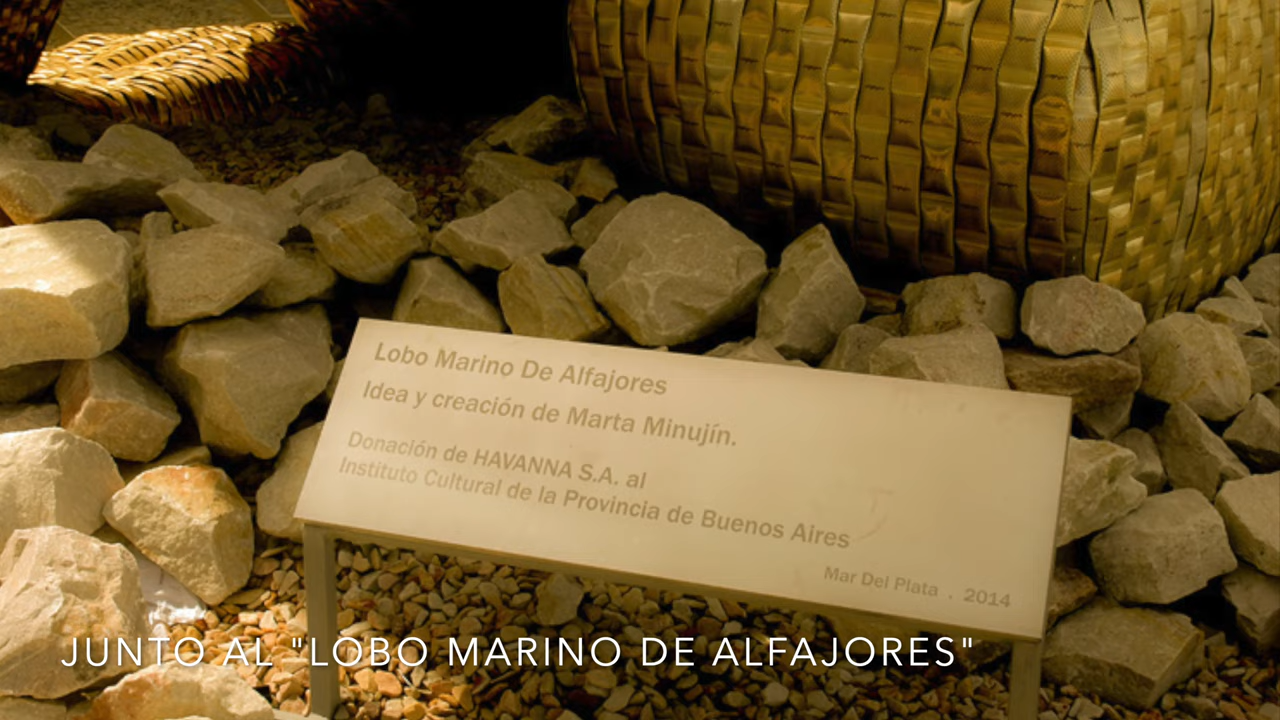 Lobo Marino De Alfajores
Idea y creación de Marta Minujín.
Donación de HAVANNA S.A. al
Instituto Cultural de la Provincia de Buenos Aires
Mar Del Plata . 2014
JUNTO AL "LOBO MARINO DE ALFAJORES"